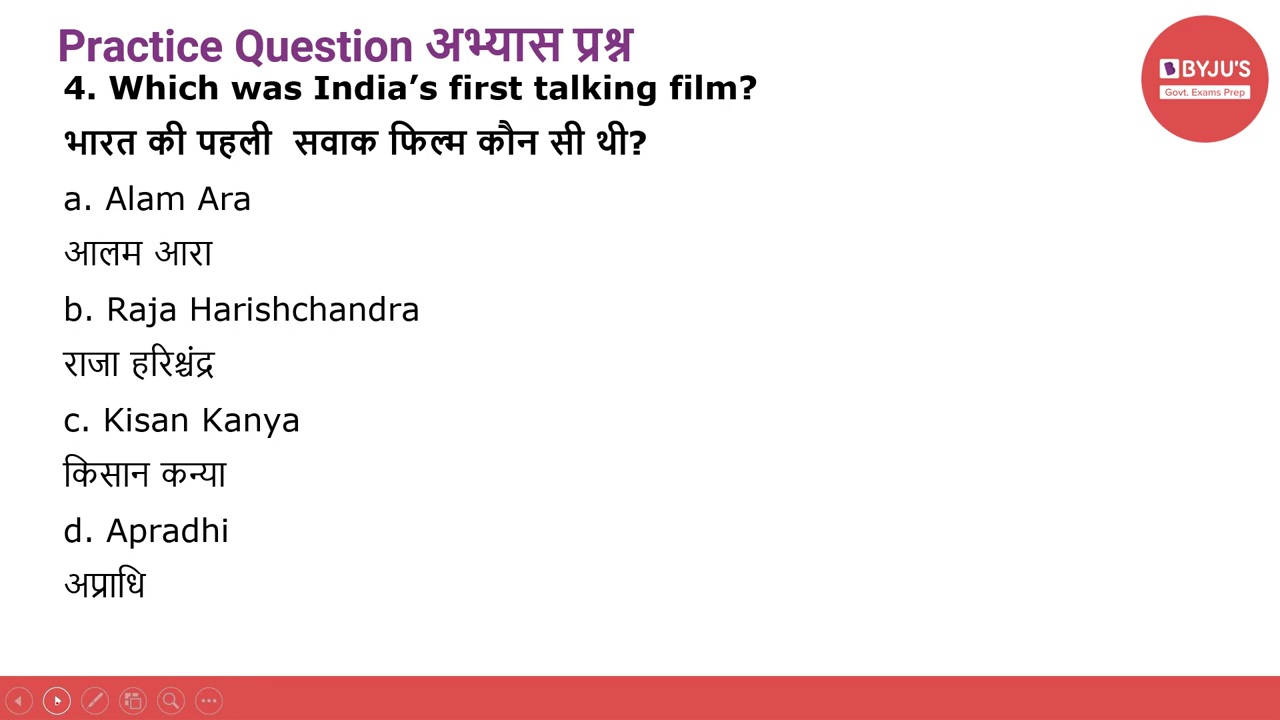 Practice Question अभ्यास प्रश्न
BYJU'S
Govt. Exams Prep
4. Which was India’s first talking film?
भारत की पहली सवाक फिल्म कौन सी थी?
a. Alam Ara
आलम आरा
b. Raja Harishchandra
राजा हरिश्चंद्र
c. Kisan Kanya
किसान कन्या
d. Apradhi
अप्राधि